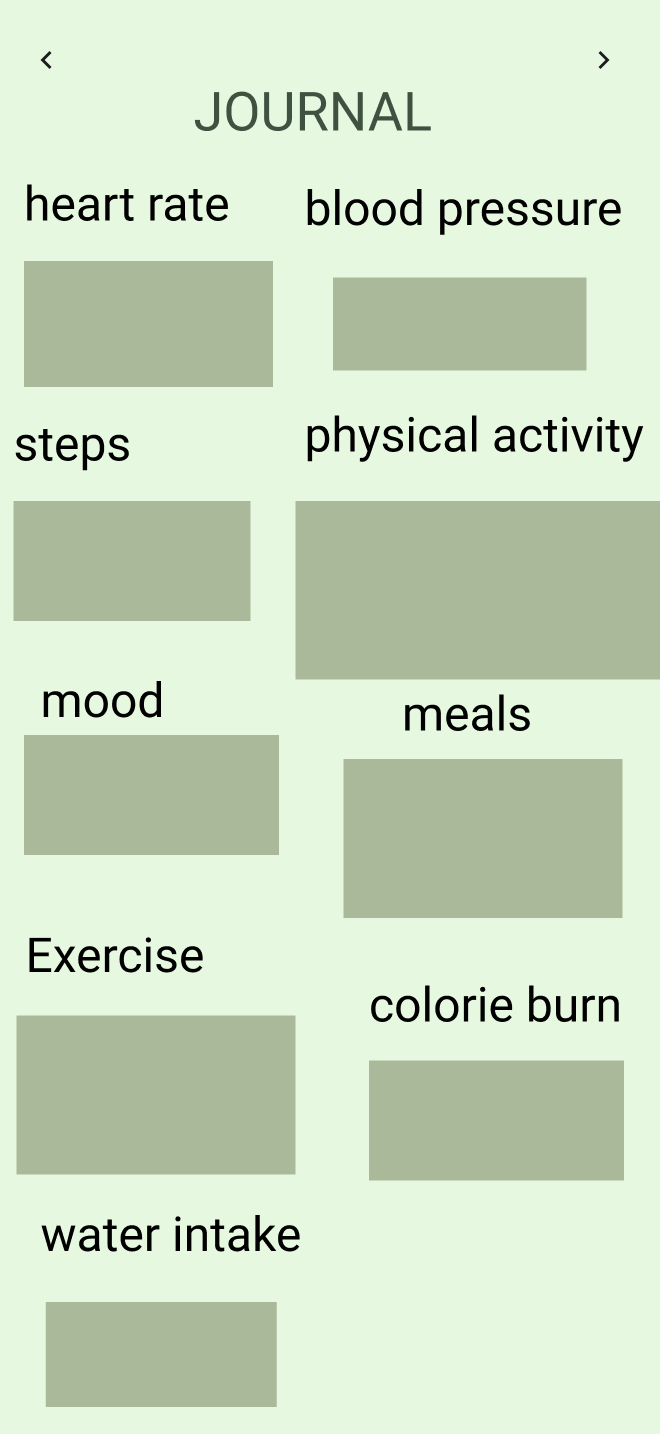 JOURNAL
heart rate
blood pressure
steps
physical activity
mood
meals
Exercise
colorie burn
water intake